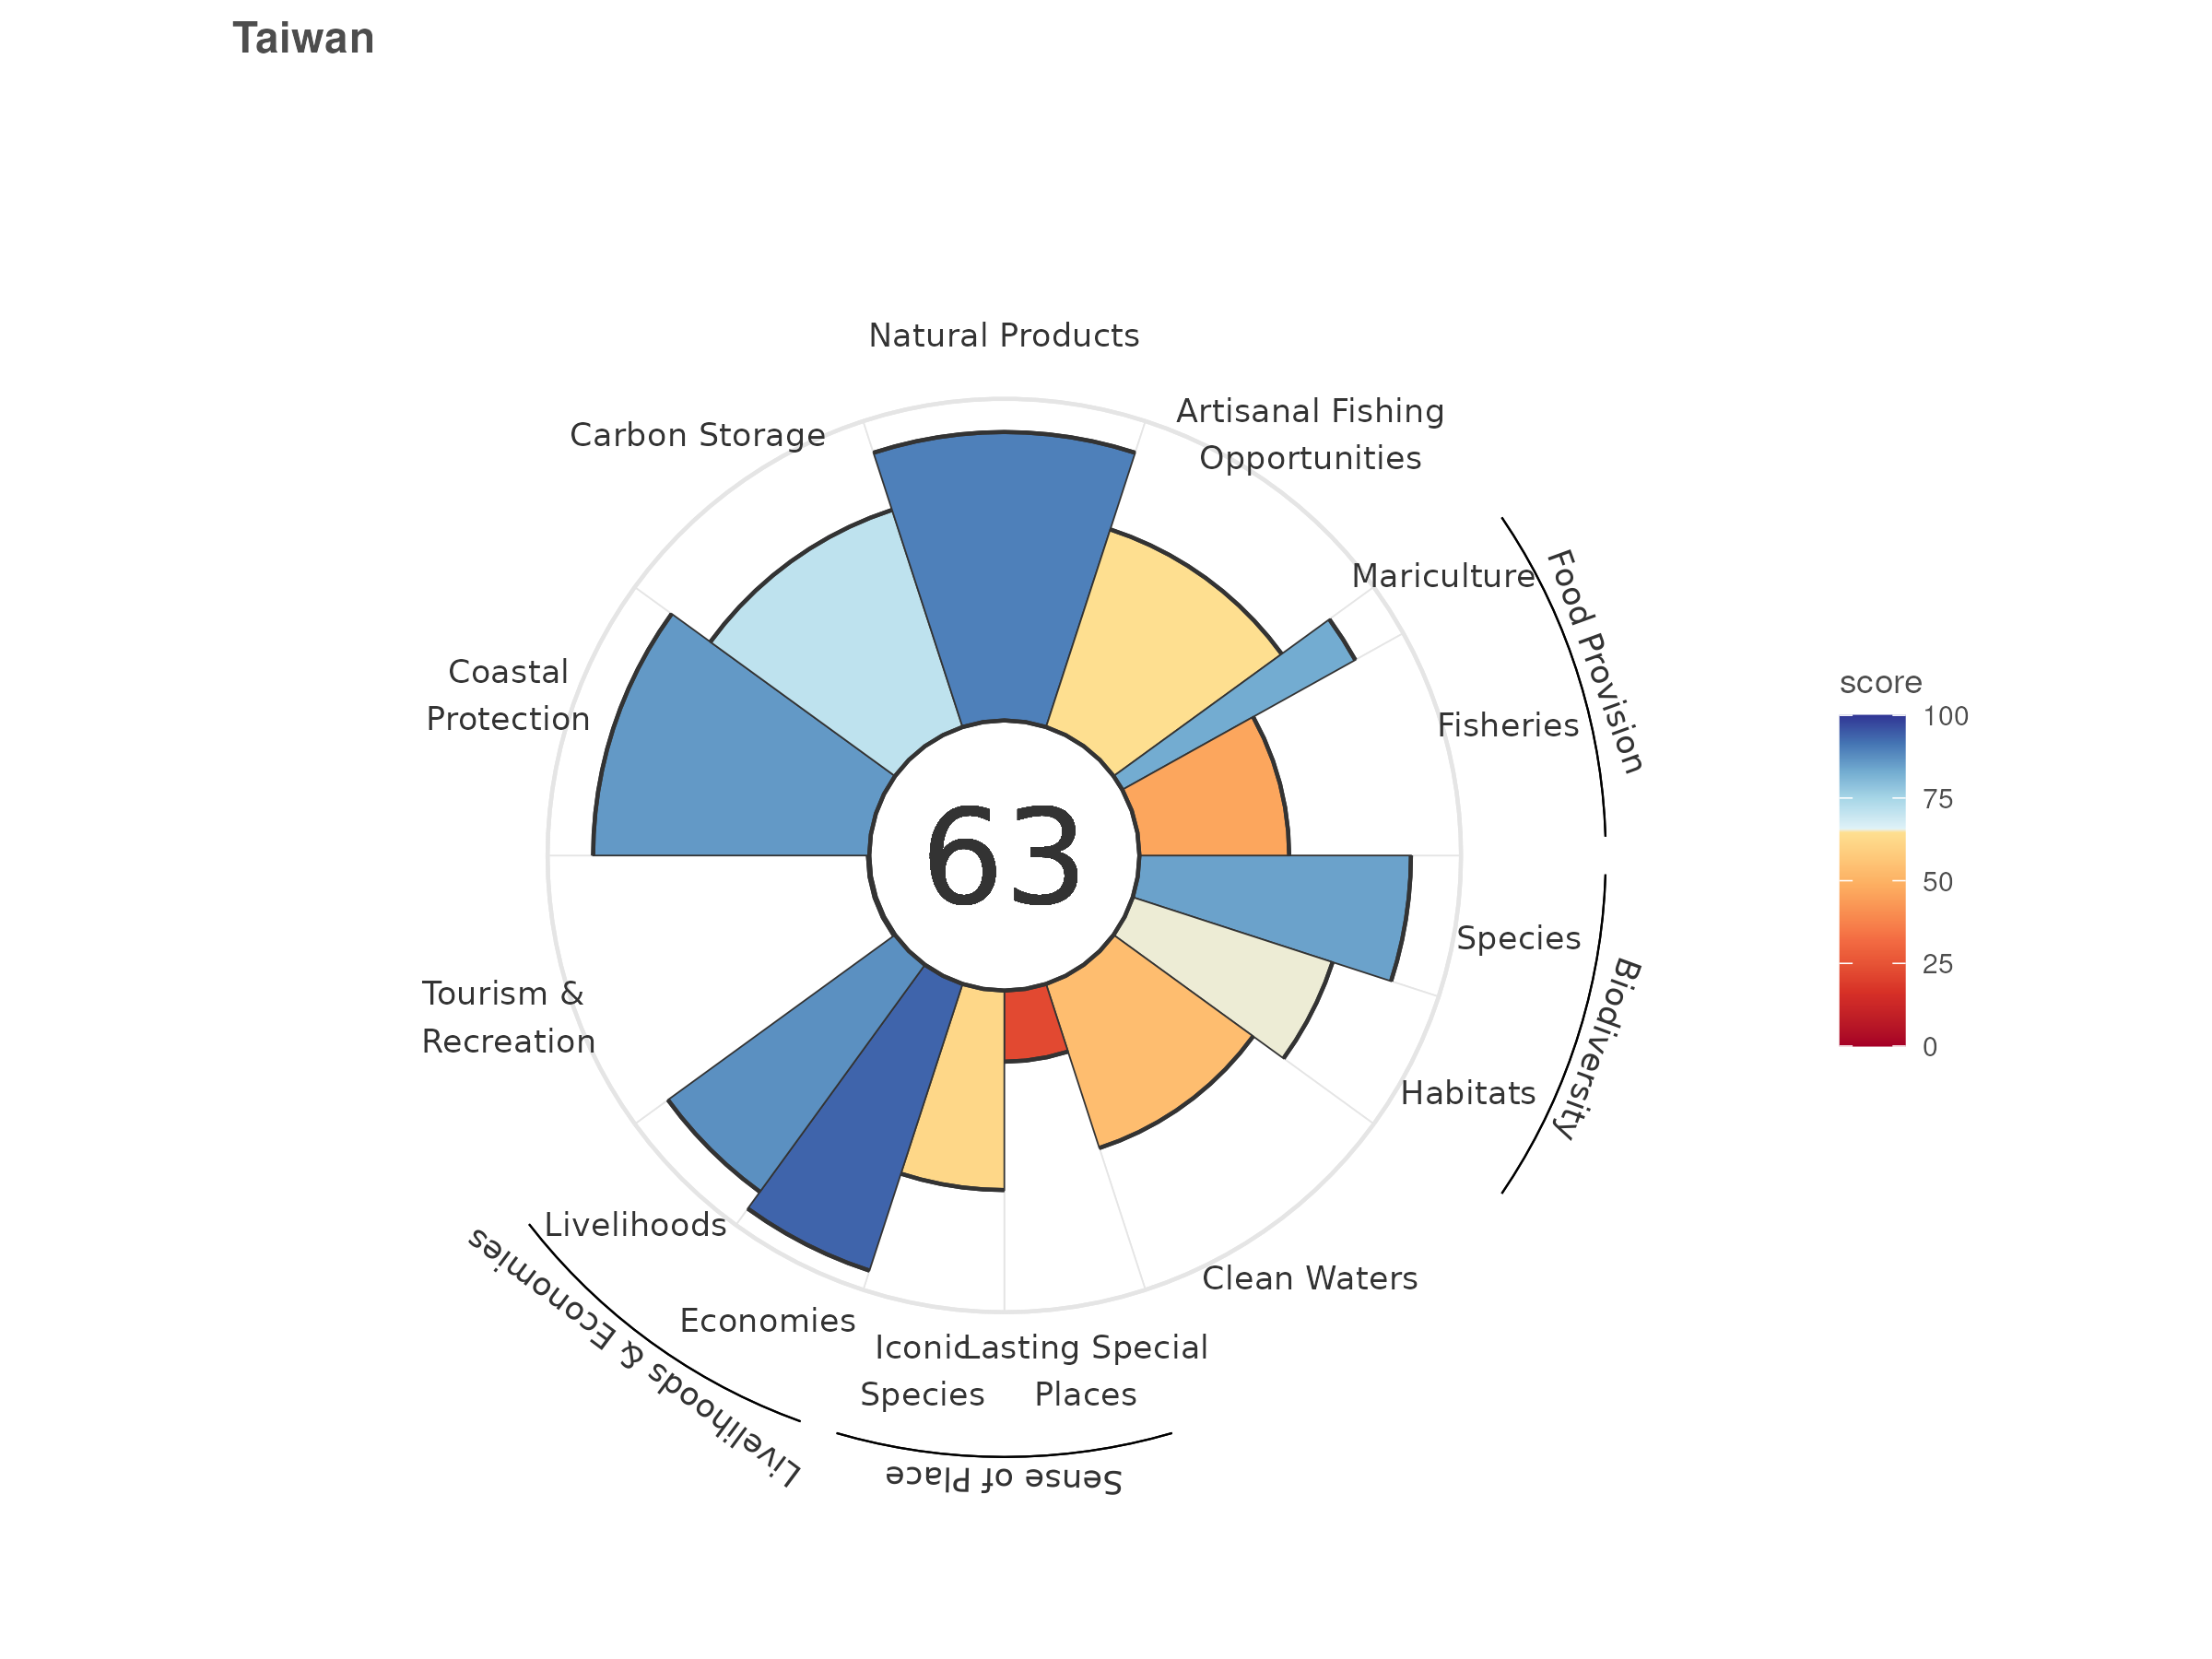 Taiwan
Natural Products
Artisanal Fishing
Opportunities
Carbon Storage
Mariculture
Food Provision
Coastal
Protection
Fisheries
63
score
100
75
50
25
0
Species
Biodiversity
Tourism &
Recreation
Habitats
Livelihoods
Clean Waters
Livelihoods & Economies
Economies
Iconic
Species
Lasting Special
Places
Sense of Place